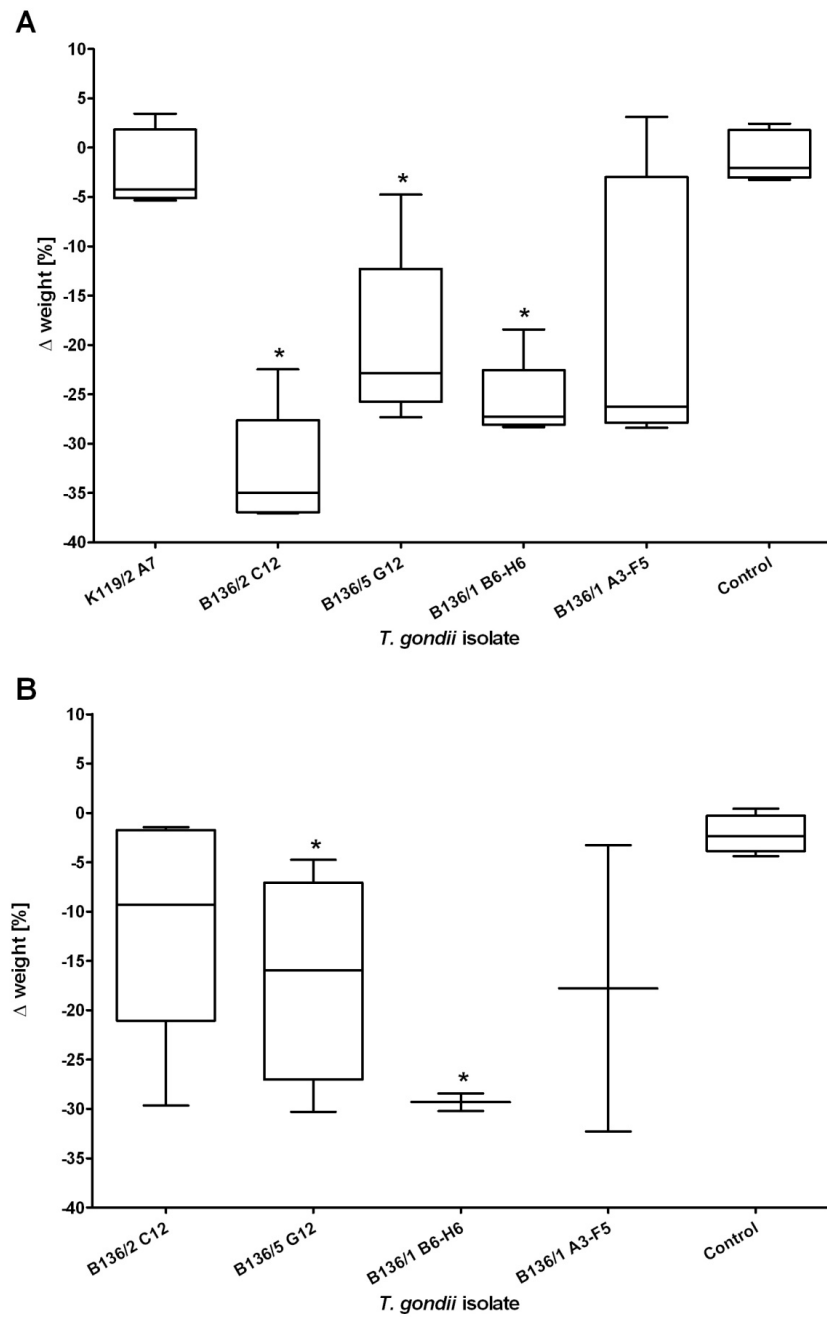 A
10
5
0
-5
-10
-15
-20
-25
-30
-35
-40
Δ weight [%]
*
*
*
K119/2 A7
B136/2 C12
B136/5 G12
B136/1 B6-H6
B136/1 A3-F5
Control
T. gondii isolate
B
10
5
0
-5
-10
-15
-20
-25
-30
-35
-40
Δ weight [%]
*
*
B136/2 C12
B136/5 G12
B136/1 B6-H6
B136/1 A3-F5
Control
T. gondii isolate